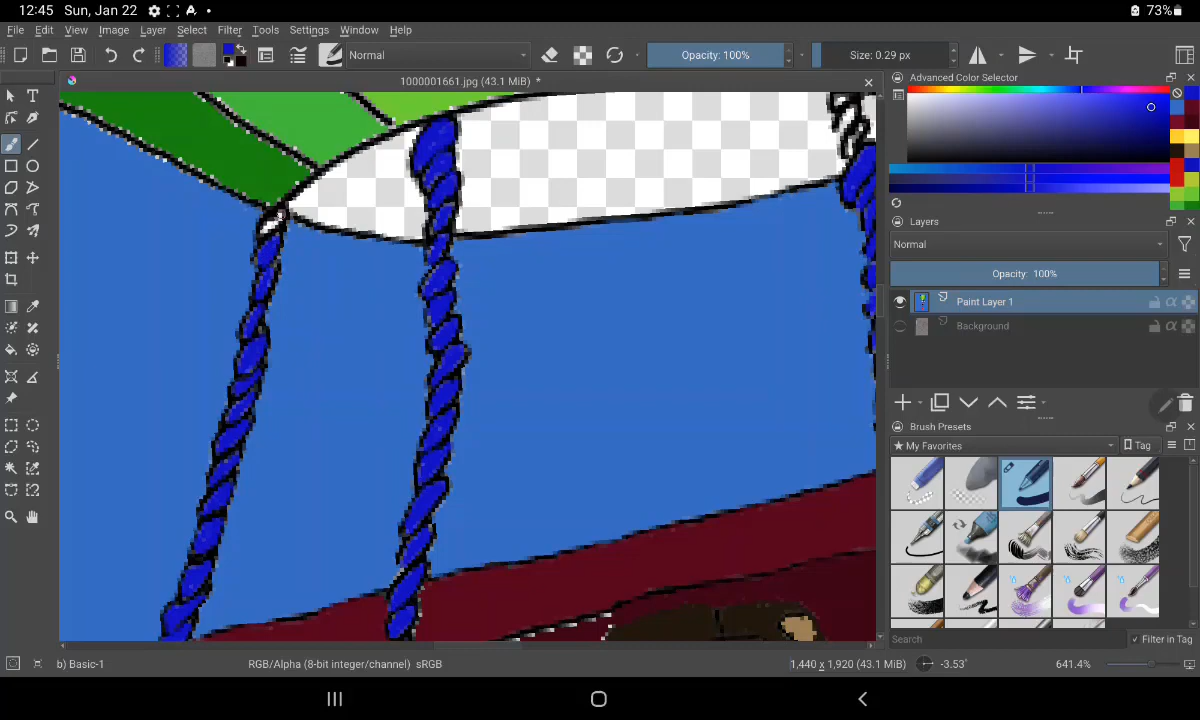 12:45 Sun, Jan 22 73%
File Edit View Image Layer Select Filter Tools Settings Window Help
Normal Opacity: 100% Size: 0.29 px
1000001661.jpg (43.1 MiB) *
Advanced Color Selector
Layers
Normal
Opacity: 100%
Paint Layer 1
Background
Brush Presets
★ My Favorites Tag
Search Filter in Tag
b) Basic-1 RGB/Alpha (8-bit integer/channel) sRGB 1,440 x 1,920 (43.1 MiB) -3.53° 641.4%